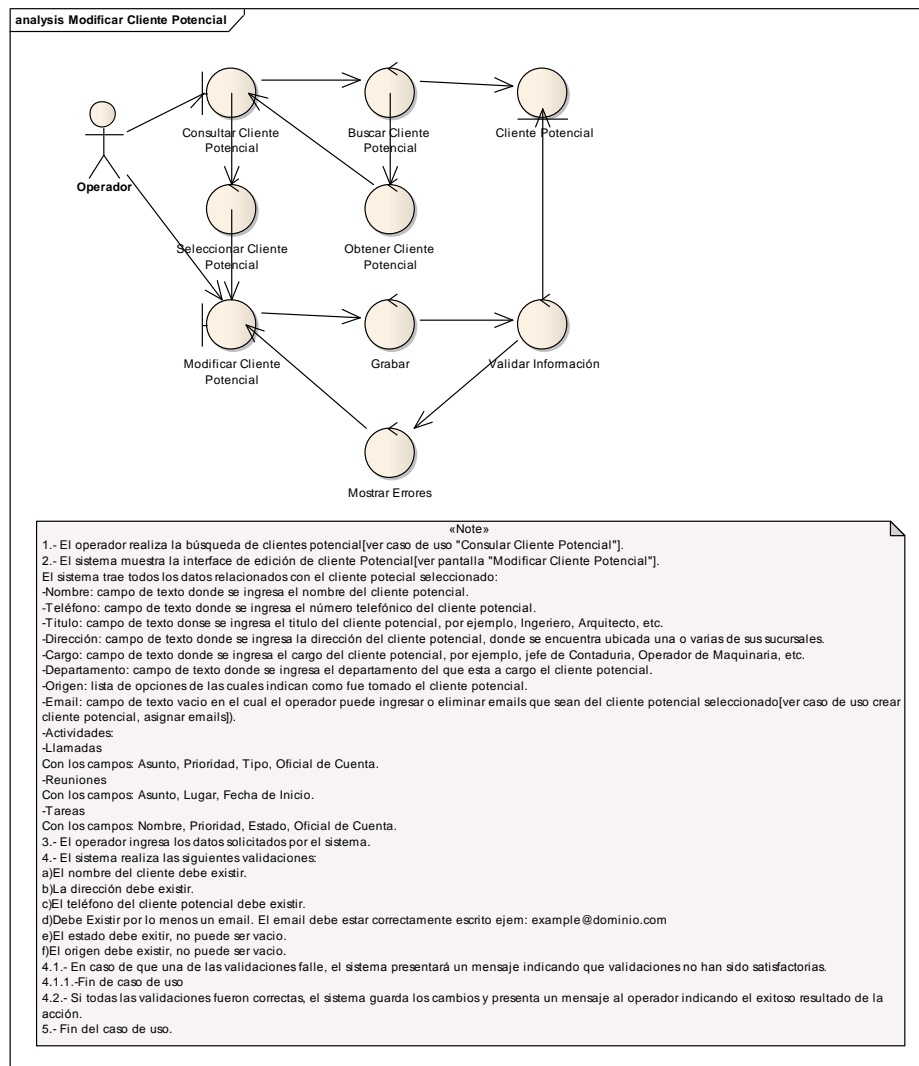 analysis Modificar Cliente Potencial
Consultar Cliente
Potencial
Buscar Cliente
Potencial
Cliente Potencial
Operador
Seleccionar Cliente
Potencial
Obtener Cliente
Potencial
Modificar Cliente
Potencial
Grabar
Validar Información
Mostrar Errores
«Note»
1.- El operador realiza la búsqueda de clientes potencial[ver caso de uso "Consular Cliente Potencial"].
2.- El sistema muestra la interface de edición de cliente Potencial[ver pantalla "Modificar Cliente Potencial"].
El sistema trae todos los datos relacionados con el cliente potecial seleccionado:
-Nombre: campo de texto donde se ingresa el nombre del cliente potencial.
-Teléfono: campo de texto donde se ingresa el número telefónico del cliente potencial.
-Titulo: campo de texto donse se ingresa el titulo del cliente potencial, por ejemplo, Ingeriero, Arquitecto, etc.
-Dirección: campo de texto donde se ingresa la dirección del cliente potencial, donde se encuentra ubicada una o varias de sus sucursales.
-Cargo: campo de texto donde se ingresa el cargo del cliente potencial, por ejemplo, jefe de Contaduria, Operador de Maquinaria, etc.
-Departamento: campo de texto donde se ingresa el departamento del que esta a cargo el cliente potencial.
-Origen: lista de opciones de las cuales indican como fue tomado el cliente potencial.
-Email: campo de texto vacio en el cual el operador puede ingresar o eliminar emails que sean del cliente potencial seleccionado[ver caso de uso crear
cliente potencial, asignar emails]).
-Actividades:
-Llamadas
Con los campos: Asunto, Prioridad, Tipo, Oficial de Cuenta.
-Reuniones
Con los campos: Asunto, Lugar, Fecha de Inicio.
-Tareas
Con los campos: Nombre, Prioridad, Estado, Oficial de Cuenta.
3.- El operador ingresa los datos solicitados por el sistema.
4.- El sistema realiza las siguientes validaciones:
a)El nombre del cliente debe existir.
b)La dirección debe existir.
c)El teléfono del cliente potencial debe existir.
d)Debe Existir por lo menos un email. El email debe estar correctamente escrito ejem: example@dominio.com
e)El estado debe exitir, no puede ser vacio.
f)El origen debe existir, no puede ser vacio.
4.1.- En caso de que una de las validaciones falle, el sistema presentará un mensaje indicando que validaciones no han sido satisfactorias.
4.1.1.-Fin de caso de uso
4.2.- Si todas las validaciones fueron correctas, el sistema guarda los cambios y presenta un mensaje al operador indicando el exitoso resultado de la
acción.
5.- Fin del caso de uso.